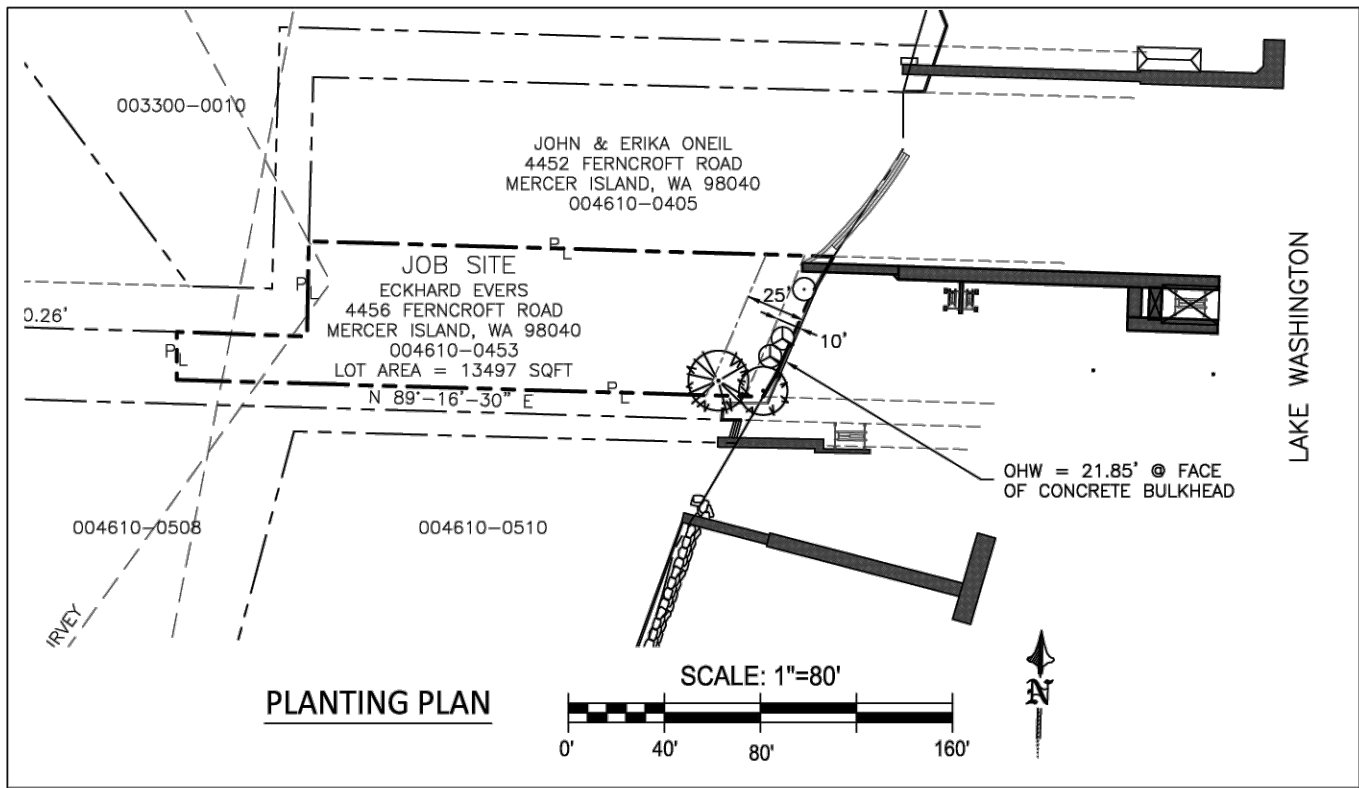 003300-0010
JOHN & ERIKA ONEIL
4452 FERNCROFT ROAD
MERCER ISLAND, WA 98040
004610-0405
PL
JOB SITE
ECKHARD EVERS
4456 FERNCROFT ROAD
MERCER ISLAND, WA 98040
004610-0453
LOT AREA = 13497 SQFT
PL
0.26'
PL
PL
N 89°-16'-30" E
25'
10'
LAKE WASHINGTON
OHW = 21.85' @ FACE
OF CONCRETE BULKHEAD
004610-0508
004610-0510
IRVEY
PLANTING PLAN
SCALE: 1"=80'
0' 40' 80' 160'
N